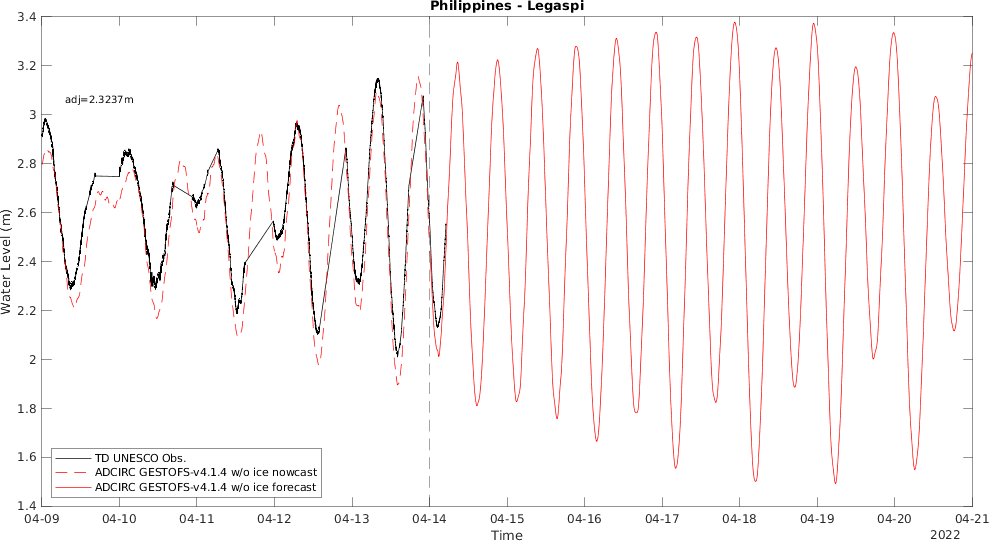 Philippines - Legaspi
3.4
3.2
3
2.8
2.6
2.4
2.2
2
1.8
1.6
1.4
Water Level (m)
adj=2.3237m
TD UNESCO Obs.
ADCIRC GESTOFS-v4.1.4 w/o ice nowcast
ADCIRC GESTOFS-v4.1.4 w/o ice forecast
04-09 04-10 04-11 04-12 04-13 04-14 04-15 04-16 04-17 04-18 04-19 04-20 04-21
Time
2022